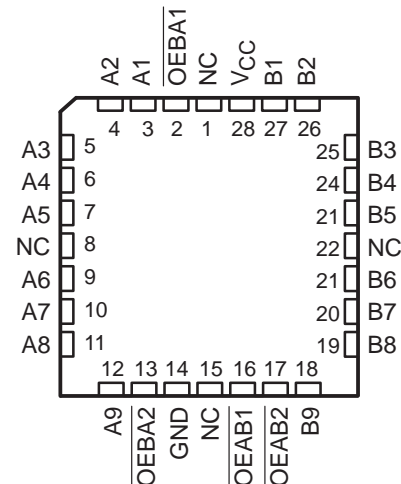 A2 A1 OEBA1 NC VCC B1 B2
4 3 2 1 28 27 26
A3 5 25 B3
A4 6 24 B4
A5 7 21 B5
NC 8 22 NC
A6 9 21 B6
A7 10 20 B7
A8 11 19 B8
12 13 14 15 16 17 18
A9 OEBA2 GND NC OEAB1 OEAB2 B9